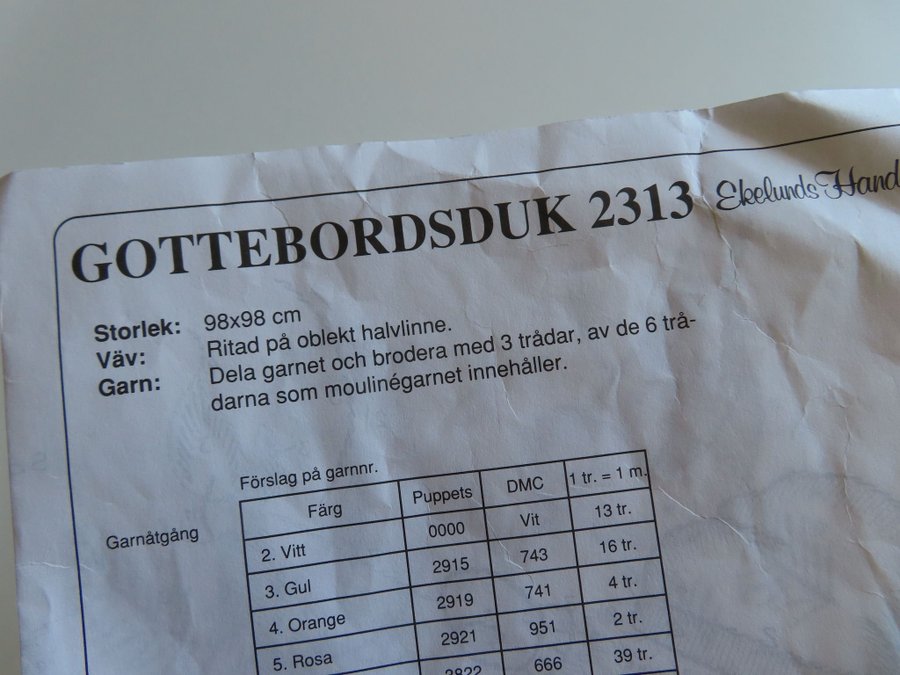 GOTTEBORDSDUK 2313 Ekelunds Hand
Storlek: 98x98 cm
Väv: Ritad på oblekt halvlinne.
Garn: Dela garnet och brodera med 3 trådar, av de 6 trå-
darna som moulinégarnet innehåller.
Förslag på garnnr.
Garnåtgång
Färg Puppets DMC 1 tr. = 1 m.
2. Vitt 0000 Vit 13 tr.
3. Gul 2915 743 16 tr.
4. Orange 2919 741 4 tr.
5. Rosa 2921 951 2 tr.
666 39 tr.